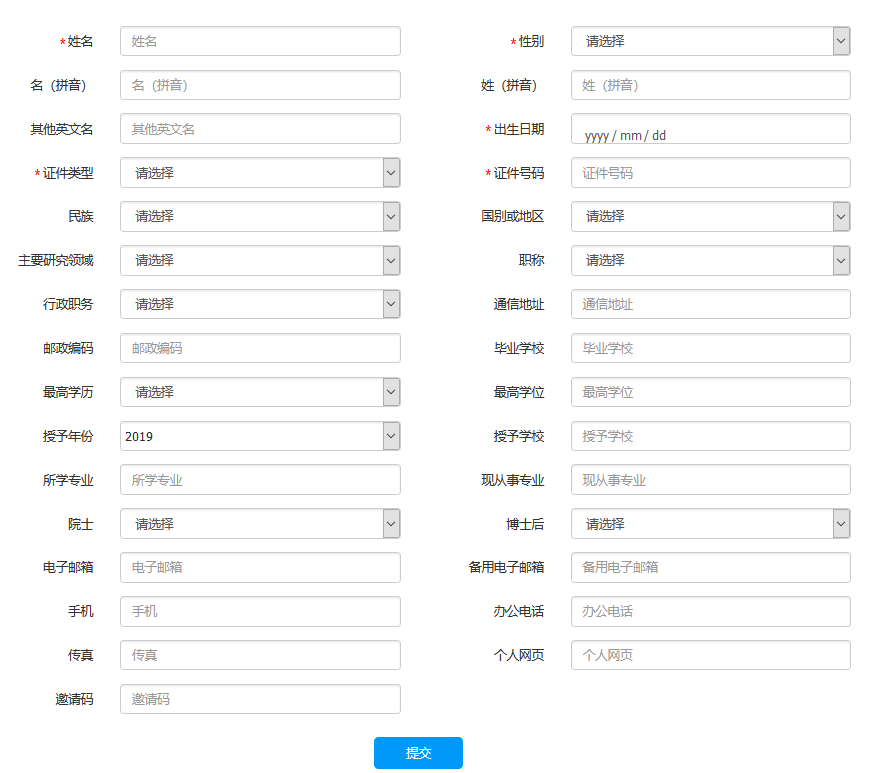 *姓名 姓名 *性别 请选择
名（拼音） 名（拼音） 姓（拼音） 姓（拼音）
其他英文名 其他英文名 *出生日期 yyyy / mm / dd
*证件类型 请选择 *证件号码 证件号码
民族 请选择 国别或地区 请选择
主要研究领域 请选择 职称 请选择
行政职务 请选择 通信地址 通信地址
邮政编码 邮政编码 毕业学校 毕业学校
最高学历 请选择 最高学位 最高学位
授予年份 2019 授予学校 授予学校
所学专业 所学专业 现从事专业 现从事专业
院士 请选择 博士后 请选择
电子邮箱 电子邮箱 备用电子邮箱 备用电子邮箱
手机 手机 办公电话 办公电话
传真 传真 个人网页 个人网页
邀请码 邀请码
提交